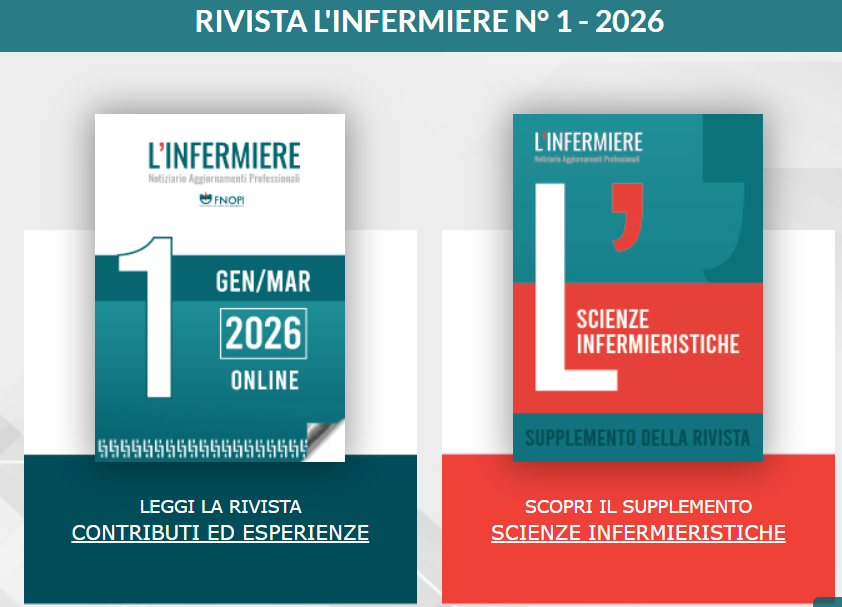 RIVISTA L'INFERMIERE N° 1 - 2026
L'INFERMIERE
Notiziario Aggiornamenti Professionali
FNOPI
1
GEN/MAR
2026
ONLINE
LEGGI LA RIVISTA
CONTRIBUTI ED ESPERIENZE
L'INFERMIERE
Notiziario Aggiornamenti Professionali
L'
SCIENZE
INFERMIERISTICHE
SUPPLEMENTO DELLA RIVISTA
SCOPRI IL SUPPLEMENTO
SCIENZE INFERMIERISTICHE